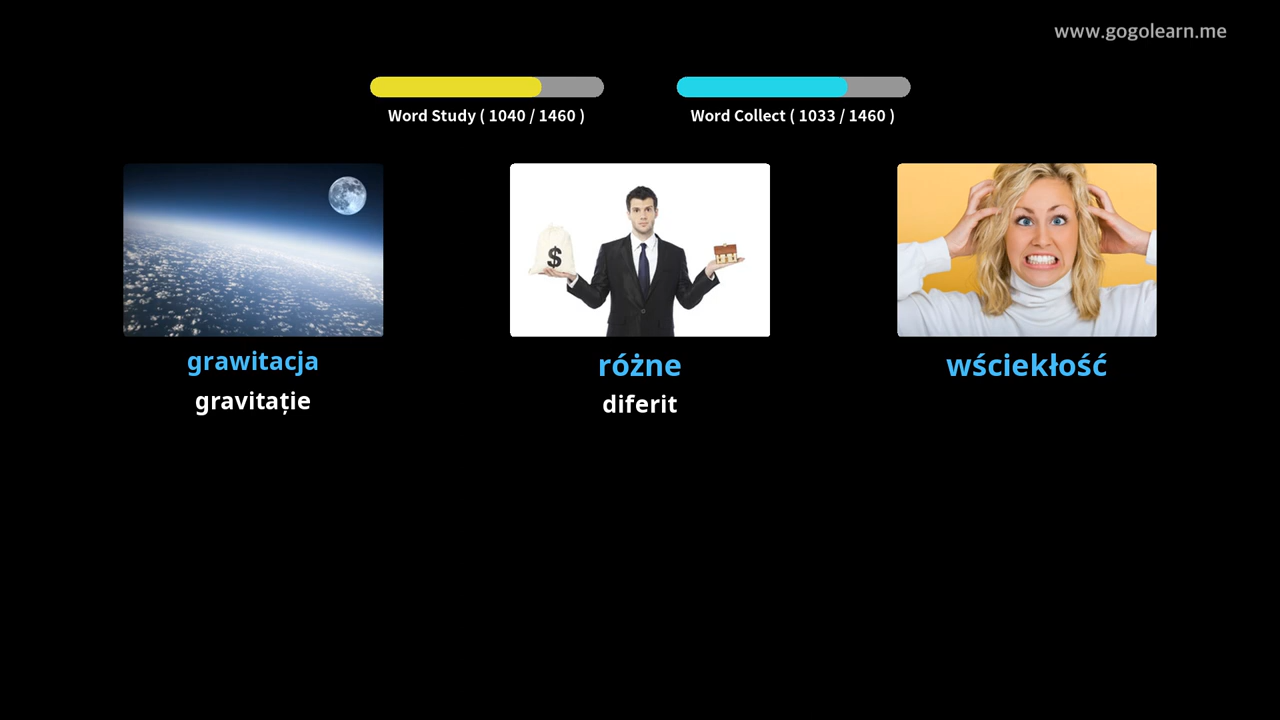 www.gogolearn.me
Word Study ( 1040 / 1460 )
Word Collect ( 1033 / 1460 )
$
grawitacja
gravitație
różne
diferit
wściekłość